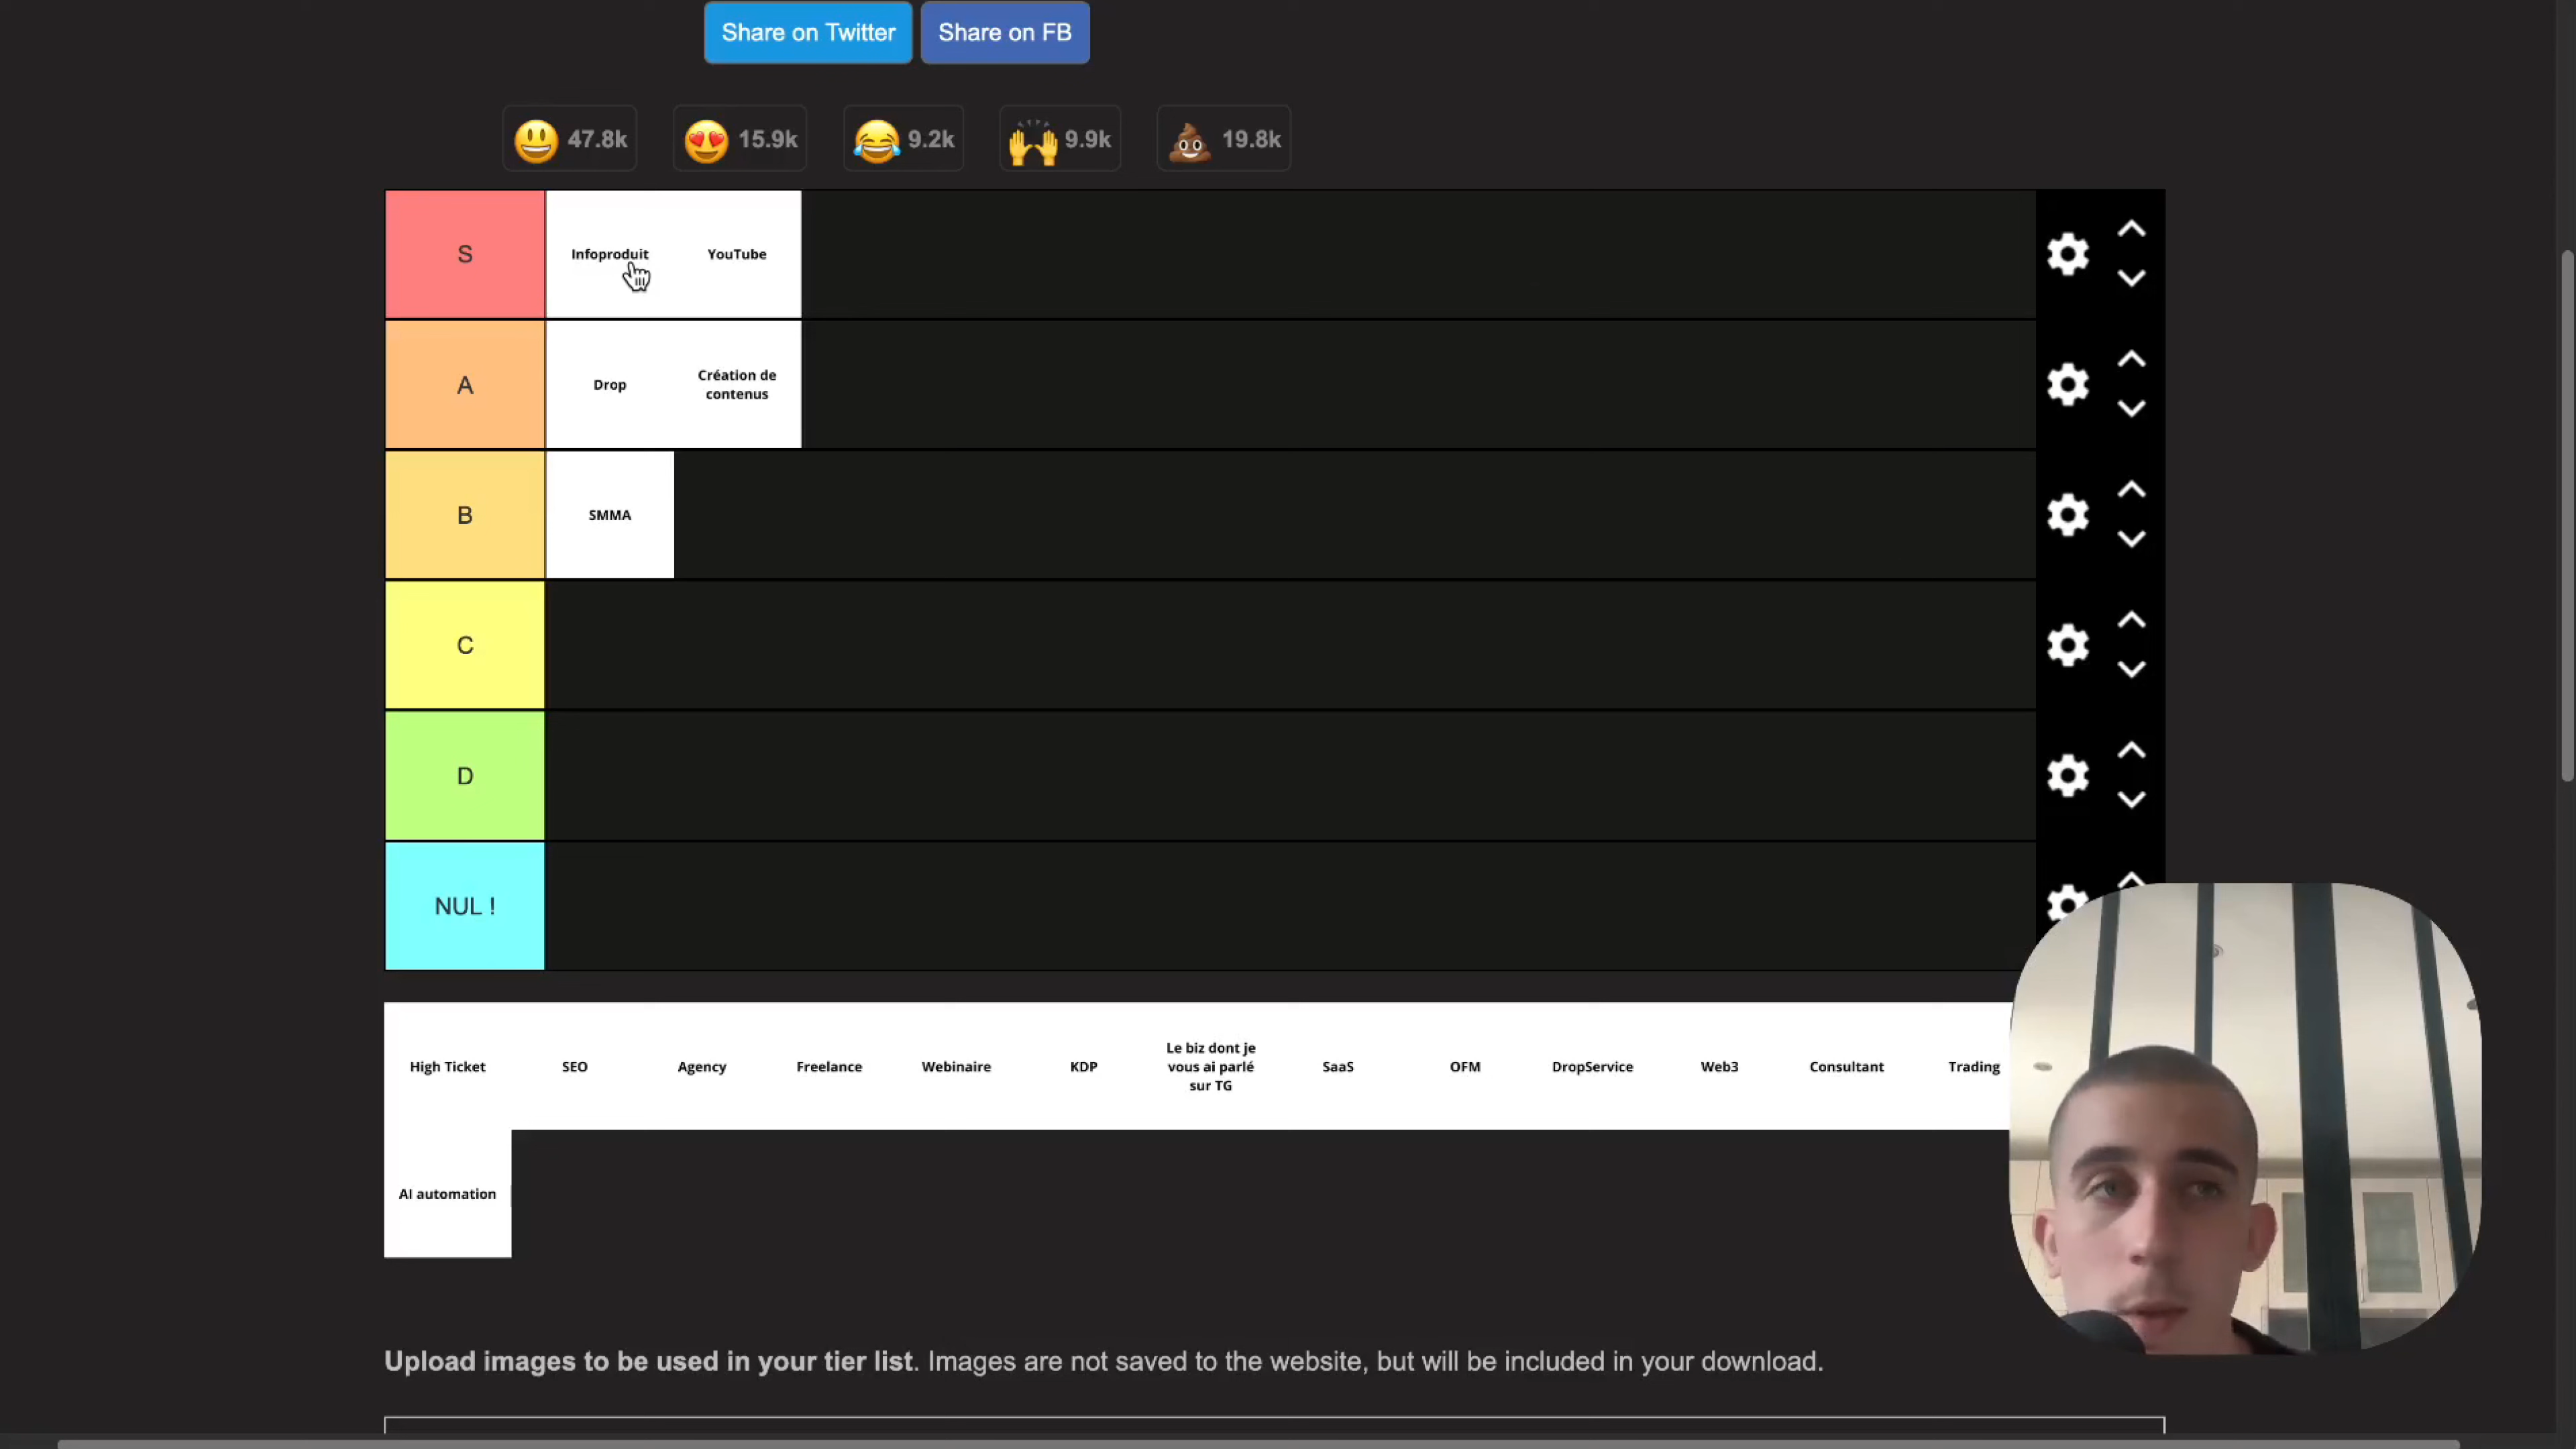 Share on Twitter
Share on FB
47.8k
15.9k
9.2k
9.9k
19.8k
S
Infoproduit
YouTube
A
Drop
Création de
contenus
B
SMMA
C
D
NUL !
High Ticket
SEO
Agency
Freelance
Webinaire
KDP
Le biz dont je
vous ai parlé
sur TG
SaaS
OFM
DropService
Web3
Consultant
Trading
AI automation
Upload images to be used in your tier list. Images are not saved to the website, but will be included in your download.